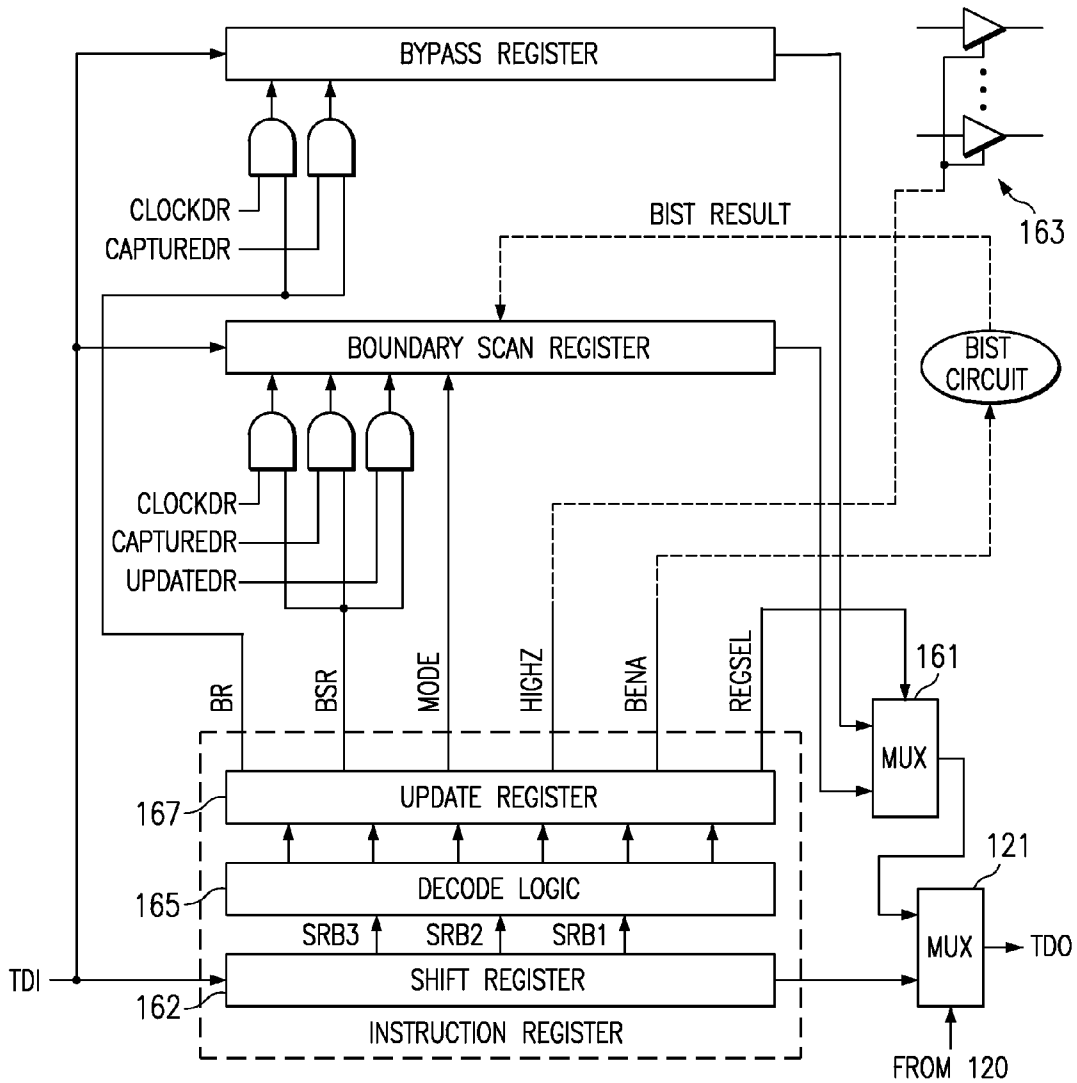 BYPASS REGISTER
163
CLOCKDR
CAPTUREDR
BIST RESULT
BOUNDARY SCAN REGISTER
BIST
CIRCUIT
CLOCKDR
CAPTUREDR
UPDATEDR
BR
BSR
MODE
HIGHZ
BENA
REGSEL
161
MUX
UPDATE REGISTER
167
DECODE LOGIC
165
121
SRB3
SRB2
SRB1
MUX
TDO
TDI
SHIFT REGISTER
162
INSTRUCTION REGISTER
FROM 120